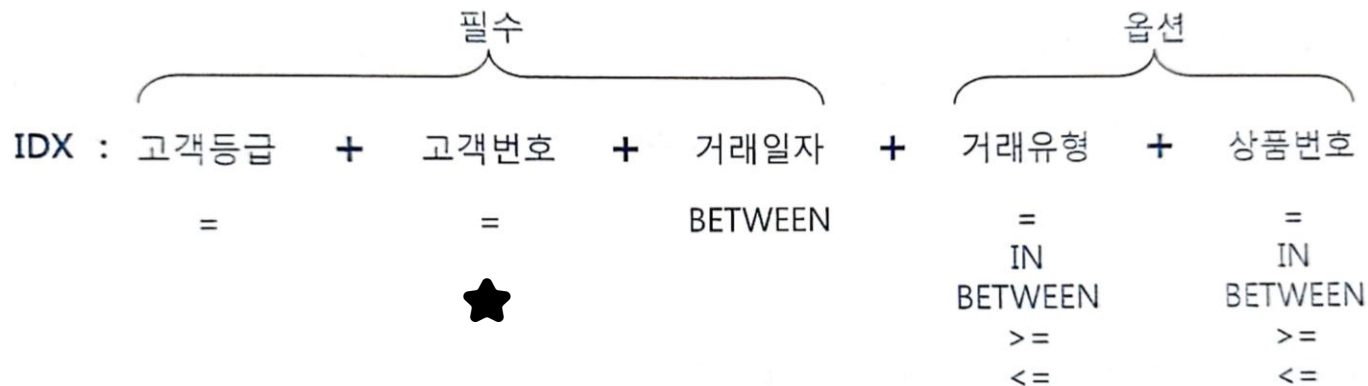 필수 옵션
IDX : 고객등급 + 고객번호 + 거래일자 + 거래유형 + 상품번호
= = BETWEEN = =
IN IN
BETWEEN BETWEEN
>= >=
<= <=